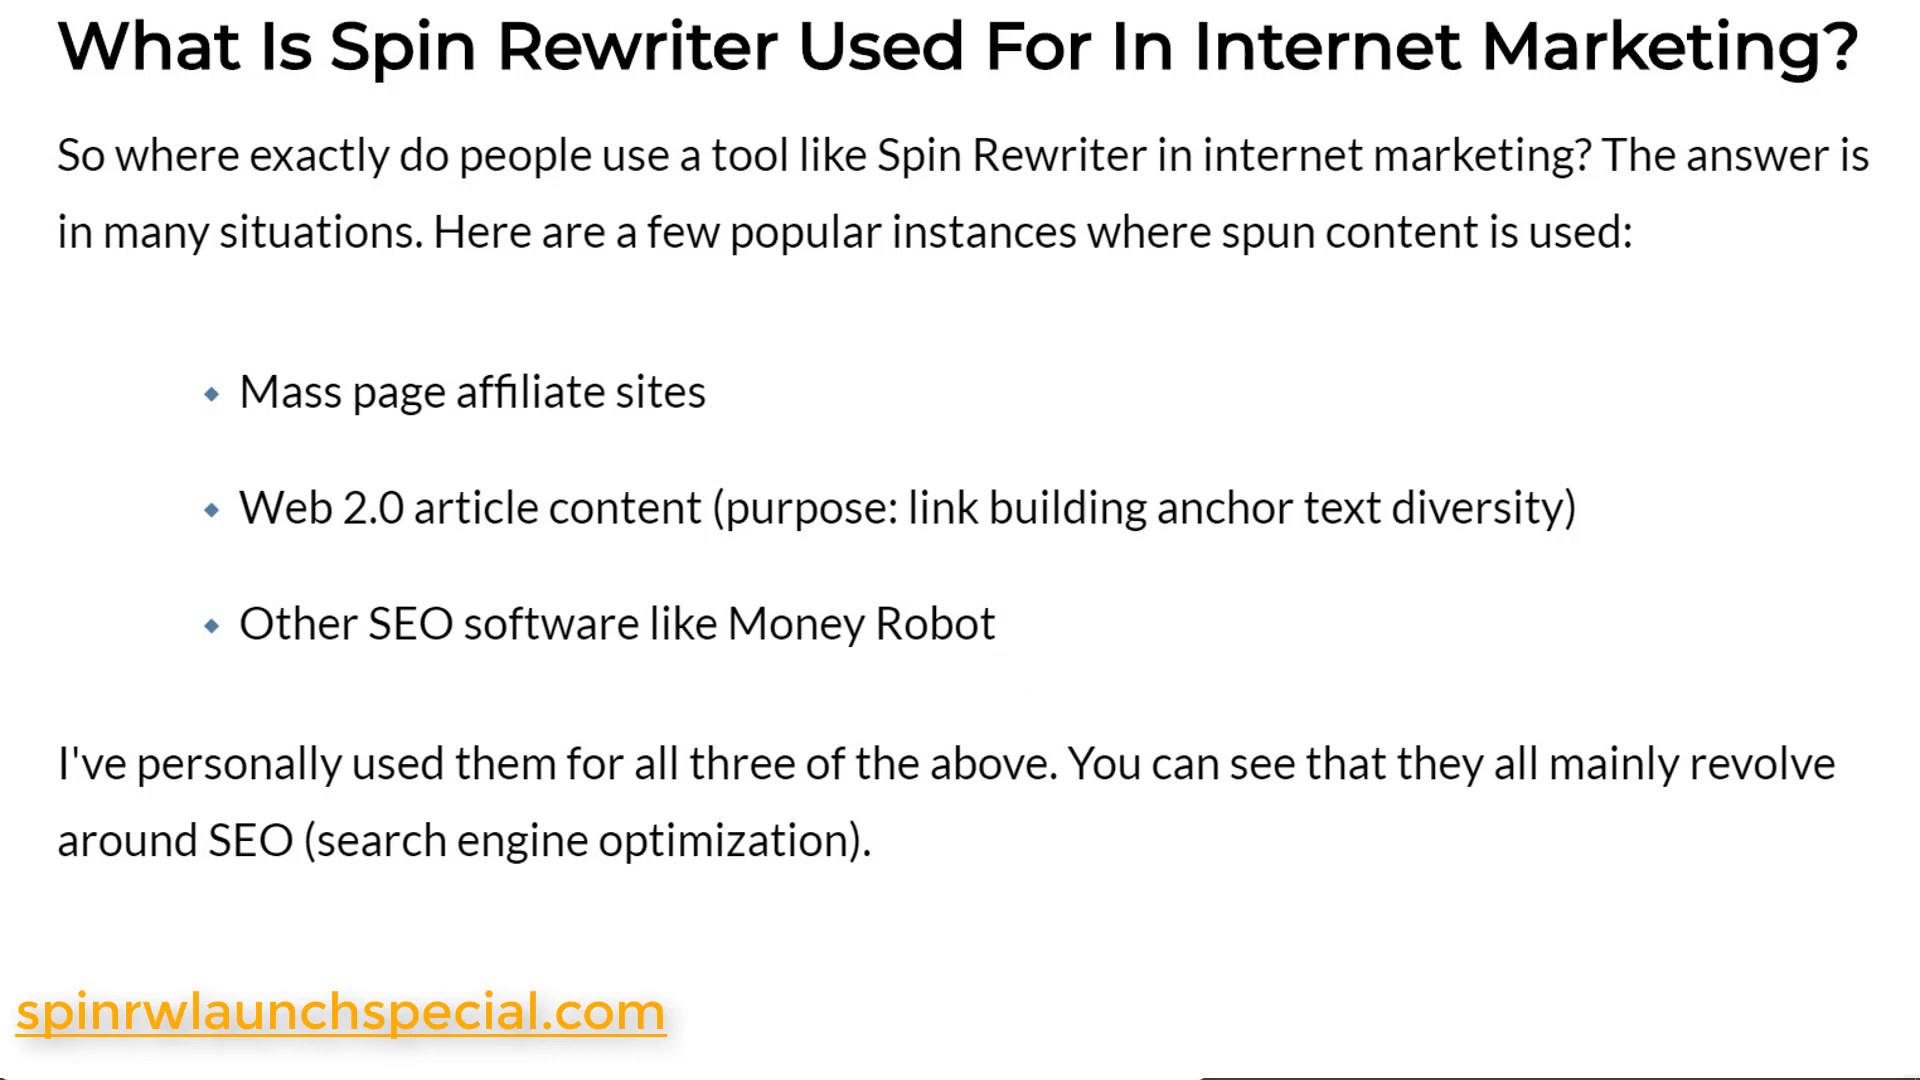 What Is Spin Rewriter Used For In Internet Marketing?
So where exactly do people use a tool like Spin Rewriter in internet marketing? The answer is
in many situations. Here are a few popular instances where spun content is used:
Mass page affiliate sites
Web 2.0 article content (purpose: link building anchor text diversity)
Other SEO software like Money Robot
I've personally used them for all three of the above. You can see that they all mainly revolve
around SEO (search engine optimization).
spinrwlaunchspecial.com